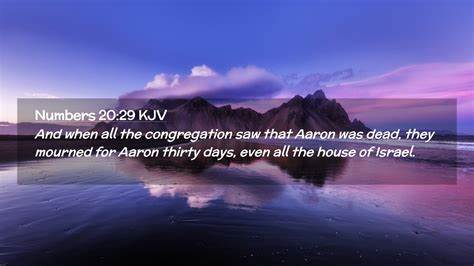 Numbers 20:29 KJV
And when all the congregation saw that Aaron was dead, they
mourned for Aaron thirty days, even all the house of Israel.